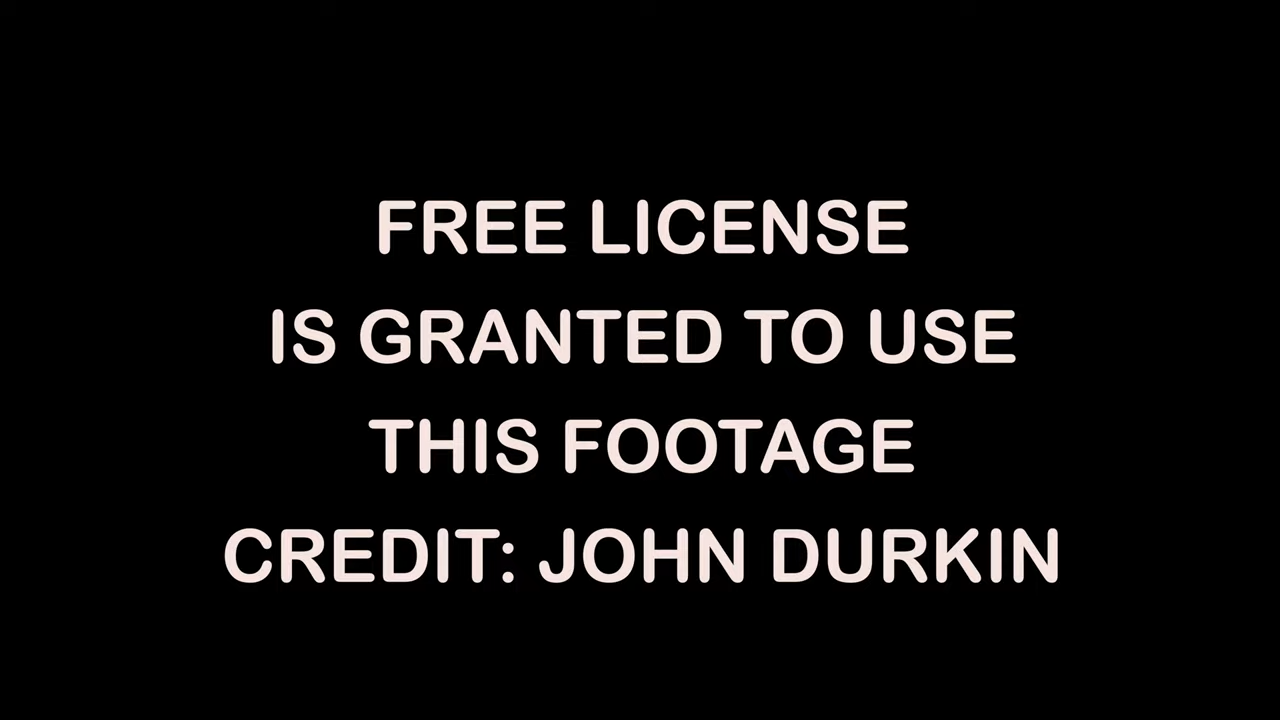 FREE LICENSE
IS GRANTED TO USE
THIS FOOTAGE
CREDIT: JOHN DURKIN